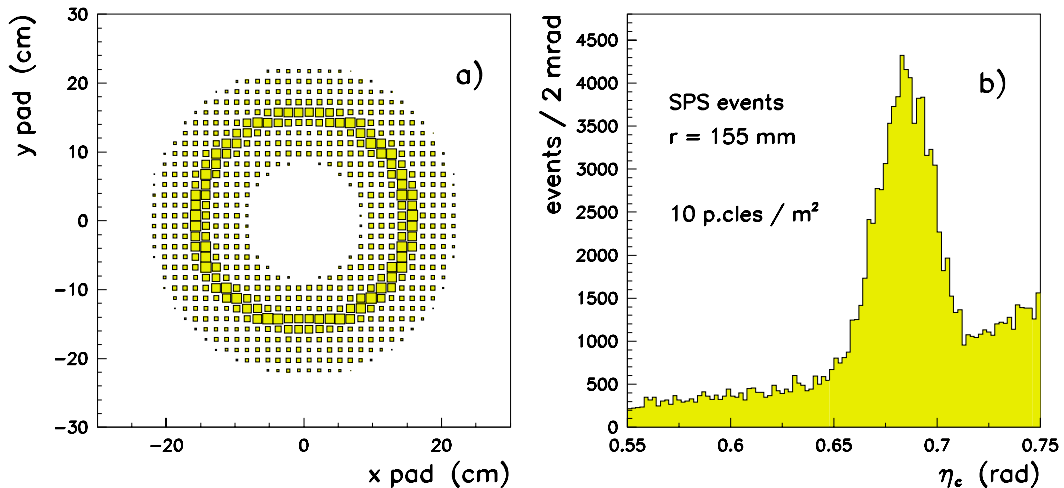 y pad (cm)
30
20
10
0
−10
−20
−30
−20
0
20
x pad (cm)
a)
events / 2 mrad
4500
4000
3500
3000
2500
2000
1500
1000
500
0
0.55
0.6
0.65
0.7
0.75
η_c (rad)
b)
SPS events
r = 155 mm
10 p.cles / m²